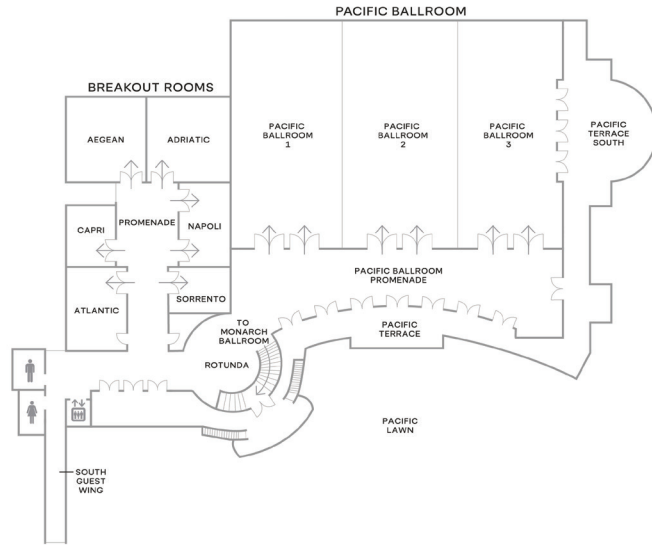 PACIFIC BALLROOM
BREAKOUT ROOMS
AEGEAN
ADRIATIC
PACIFIC
BALLROOM
1
PACIFIC
BALLROOM
2
PACIFIC
BALLROOM
3
PACIFIC
TERRACE
SOUTH
CAPRI
PROMENADE
NAPOLI
ATLANTIC
SORRENTO
PACIFIC BALLROOM
PROMENADE
TO
MONARCH
BALLROOM
ROTUNDA
PACIFIC
TERRACE
PACIFIC
LAWN
SOUTH
GUEST
WING